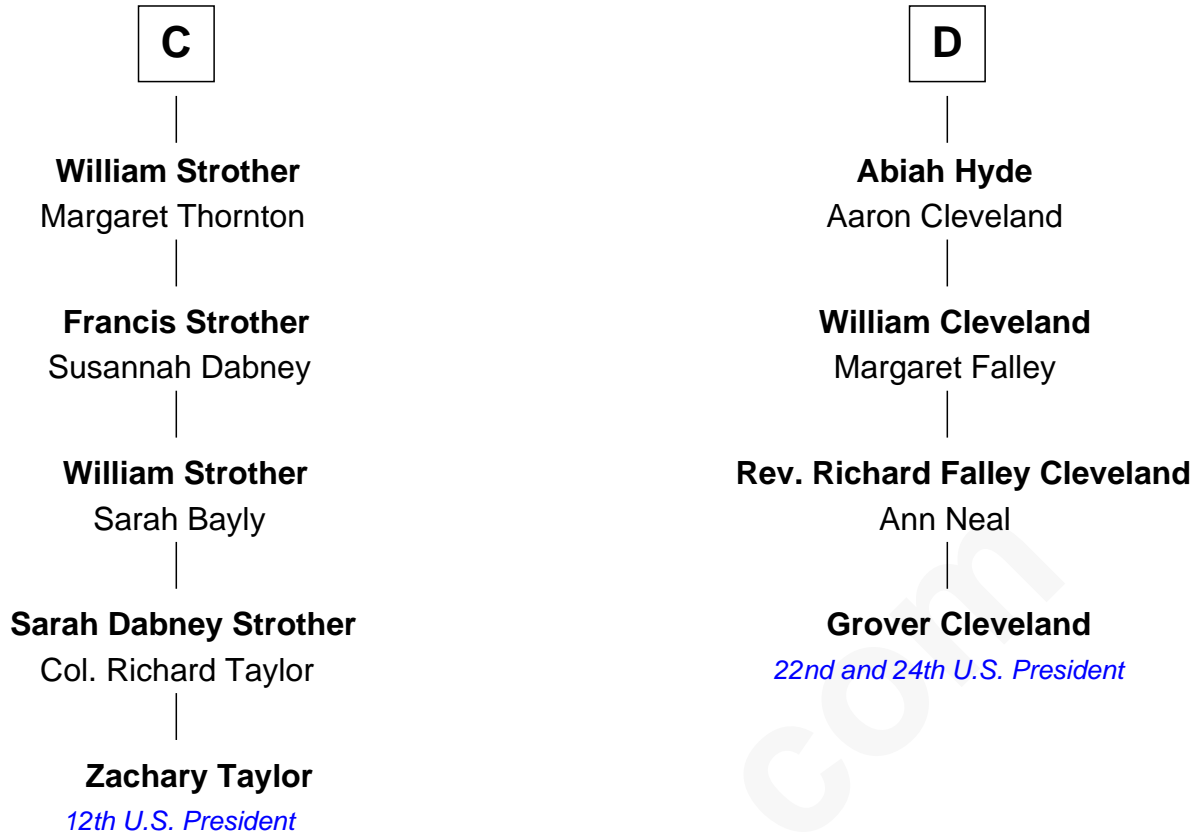 C
William Strother
Margaret Thornton
Francis Strother
Susannah Dabney
William Strother
Sarah Bayly
Sarah Dabney Strother
Col. Richard Taylor
Zachary Taylor
12th U.S. President
D
Abiah Hyde
Aaron Cleveland
William Cleveland
Margaret Falley
Rev. Richard Falley Cleveland
Ann Neal
Grover Cleveland
22nd and 24th U.S. President
com